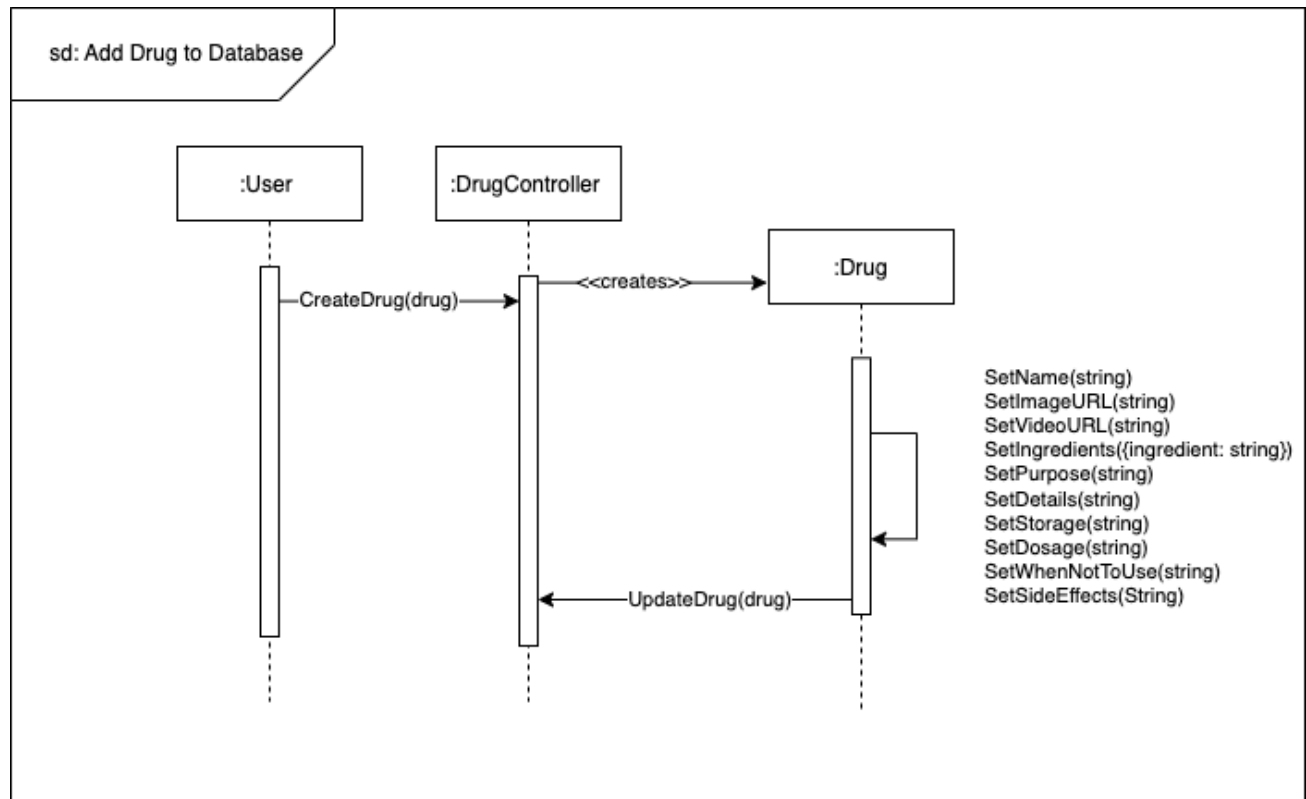 sd: Add Drug to Database
:User
:DrugController
:Drug
<<creates>>
CreateDrug(drug)
SetName(string)
SetImageURL(string)
SetVideoURL(string)
SetIngredients({ingredient: string})
SetPurpose(string)
SetDetails(string)
SetStorage(string)
SetDosage(string)
SetWhenNotToUse(string)
SetSideEffects(String)
UpdateDrug(drug)